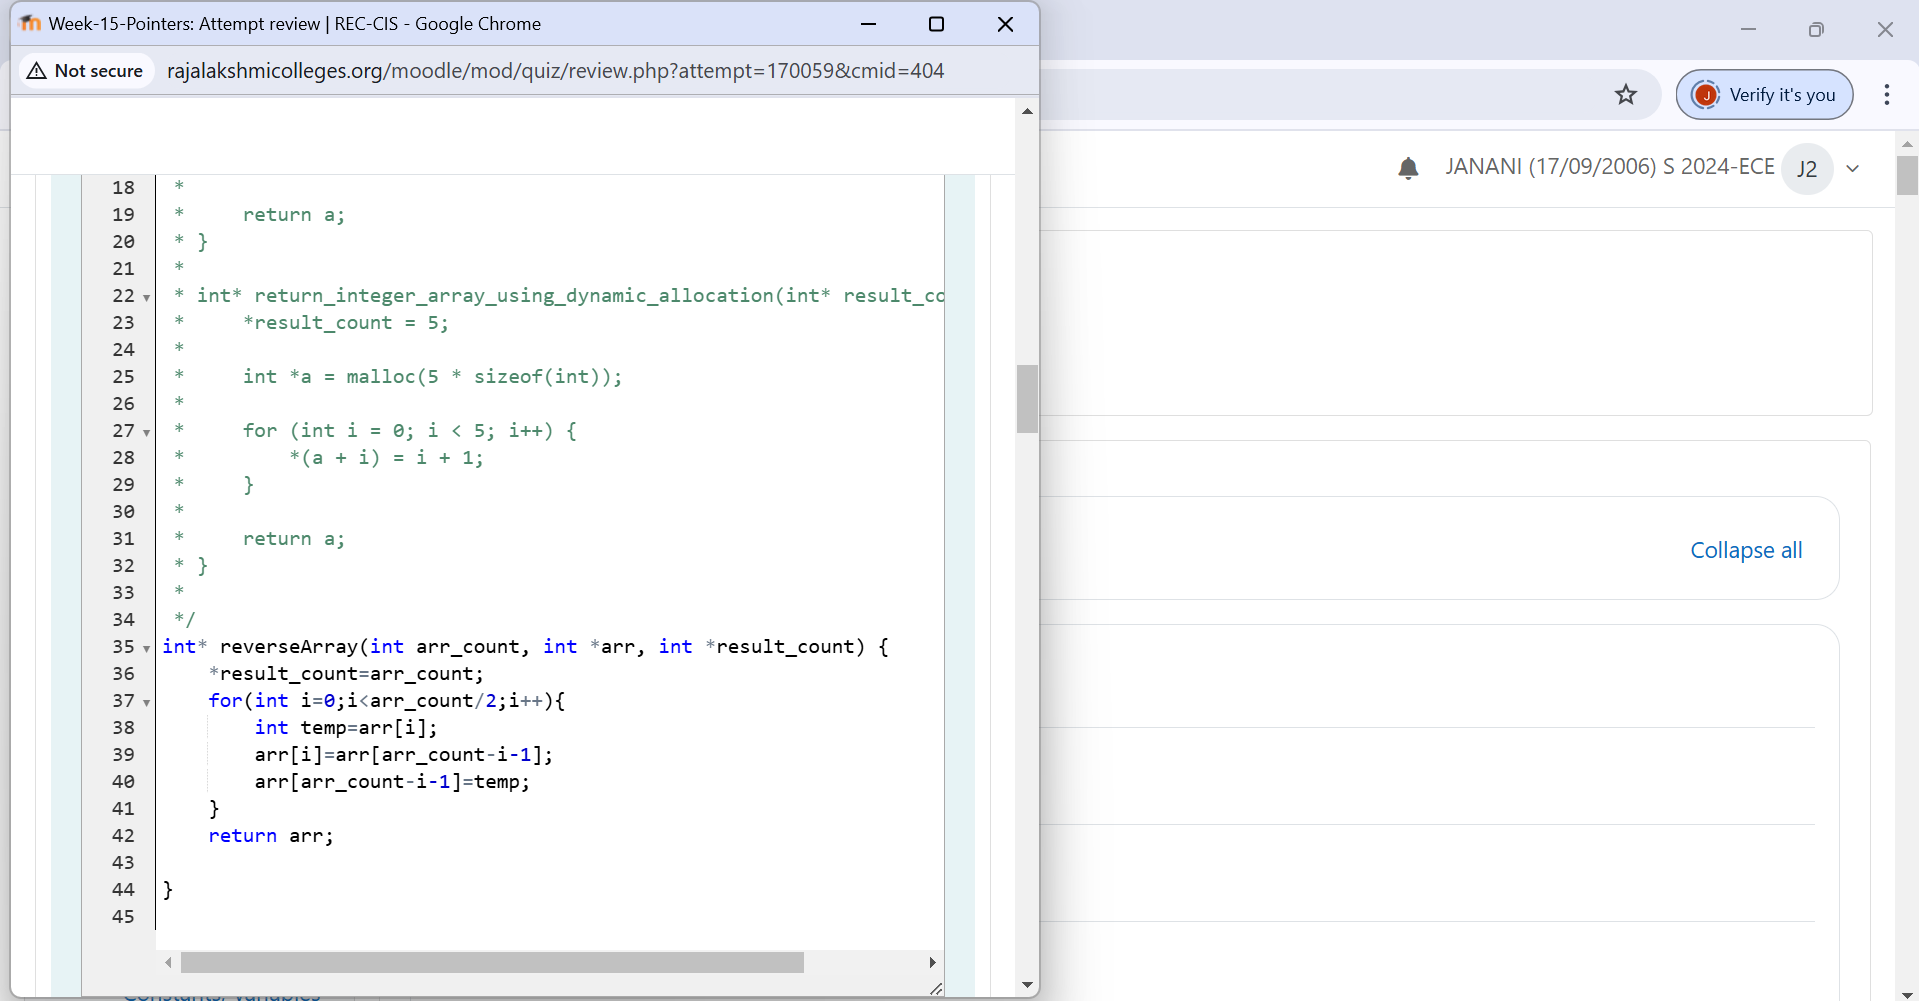 Week-15-Pointers: Attempt review | REC-CIS - Google Chrome
Not secure rajalakshmicolleges.org/moodle/mod/quiz/review.php?attempt=170059&cmid=404
Verify it's you
JANANI (17/09/2006) S 2024-ECE J2
Collapse all
18  *
19  *     return a;
20  * }
21  *
22  * int* return_integer_array_using_dynamic_allocation(int* result_co
23  *     *result_count = 5;
24  *
25  *     int *a = malloc(5 * sizeof(int));
26  *
27  *     for (int i = 0; i < 5; i++) {
28  *         *(a + i) = i + 1;
29  *     }
30  *
31  *     return a;
32  * }
33  *
34  */
35 int* reverseArray(int arr_count, int *arr, int *result_count) {
36     *result_count=arr_count;
37     for(int i=0;i<arr_count/2;i++){
38         int temp=arr[i];
39         arr[i]=arr[arr_count-i-1];
40         arr[arr_count-i-1]=temp;
41     }
42     return arr;
43
44 }
45